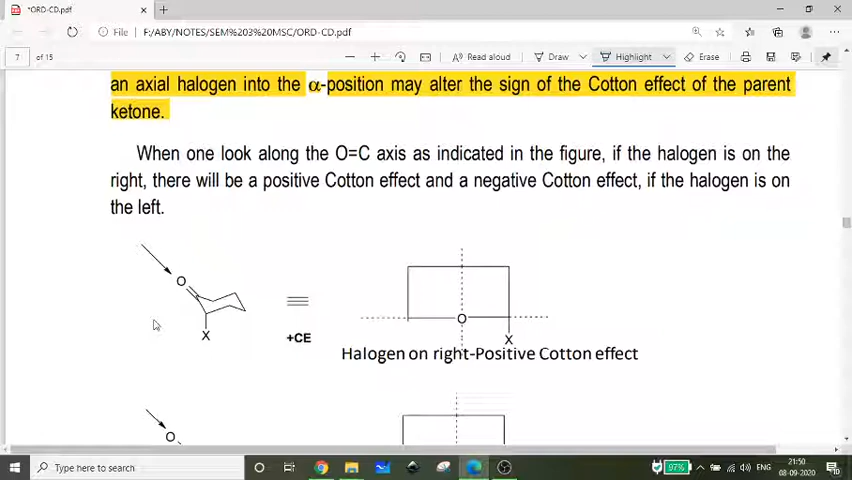 *ORD-CD.pdf
File
F:/ABY/NOTES/SEM%203%20MSC/ORD-CD.pdf
7
of 15
Read aloud
Draw
Highlight
Erase
an axial halogen into the α-position may alter the sign of the Cotton effect of the parent
ketone.
When one look along the O=C axis as indicated in the figure, if the halogen is on the
right, there will be a positive Cotton effect and a negative Cotton effect, if the halogen is on
the left.
O
X
+CE
O
X
Halogen on right-Positive Cotton effect
O
Type here to search
97%
ENG
21:50
08-09-2020